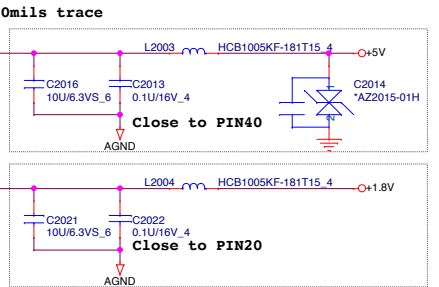 0mils trace
L2003 HCB1005KF-181T15_4
+5V
C2016
10U/6.3VS_6
C2013
0.1U/16V_4
1
2
C2014
*AZ2015-01H
Close to PIN40
AGND
L2004 HCB1005KF-181T15_4
+1.8V
C2021
10U/6.3VS_6
C2022
0.1U/16V_4
Close to PIN20
AGND